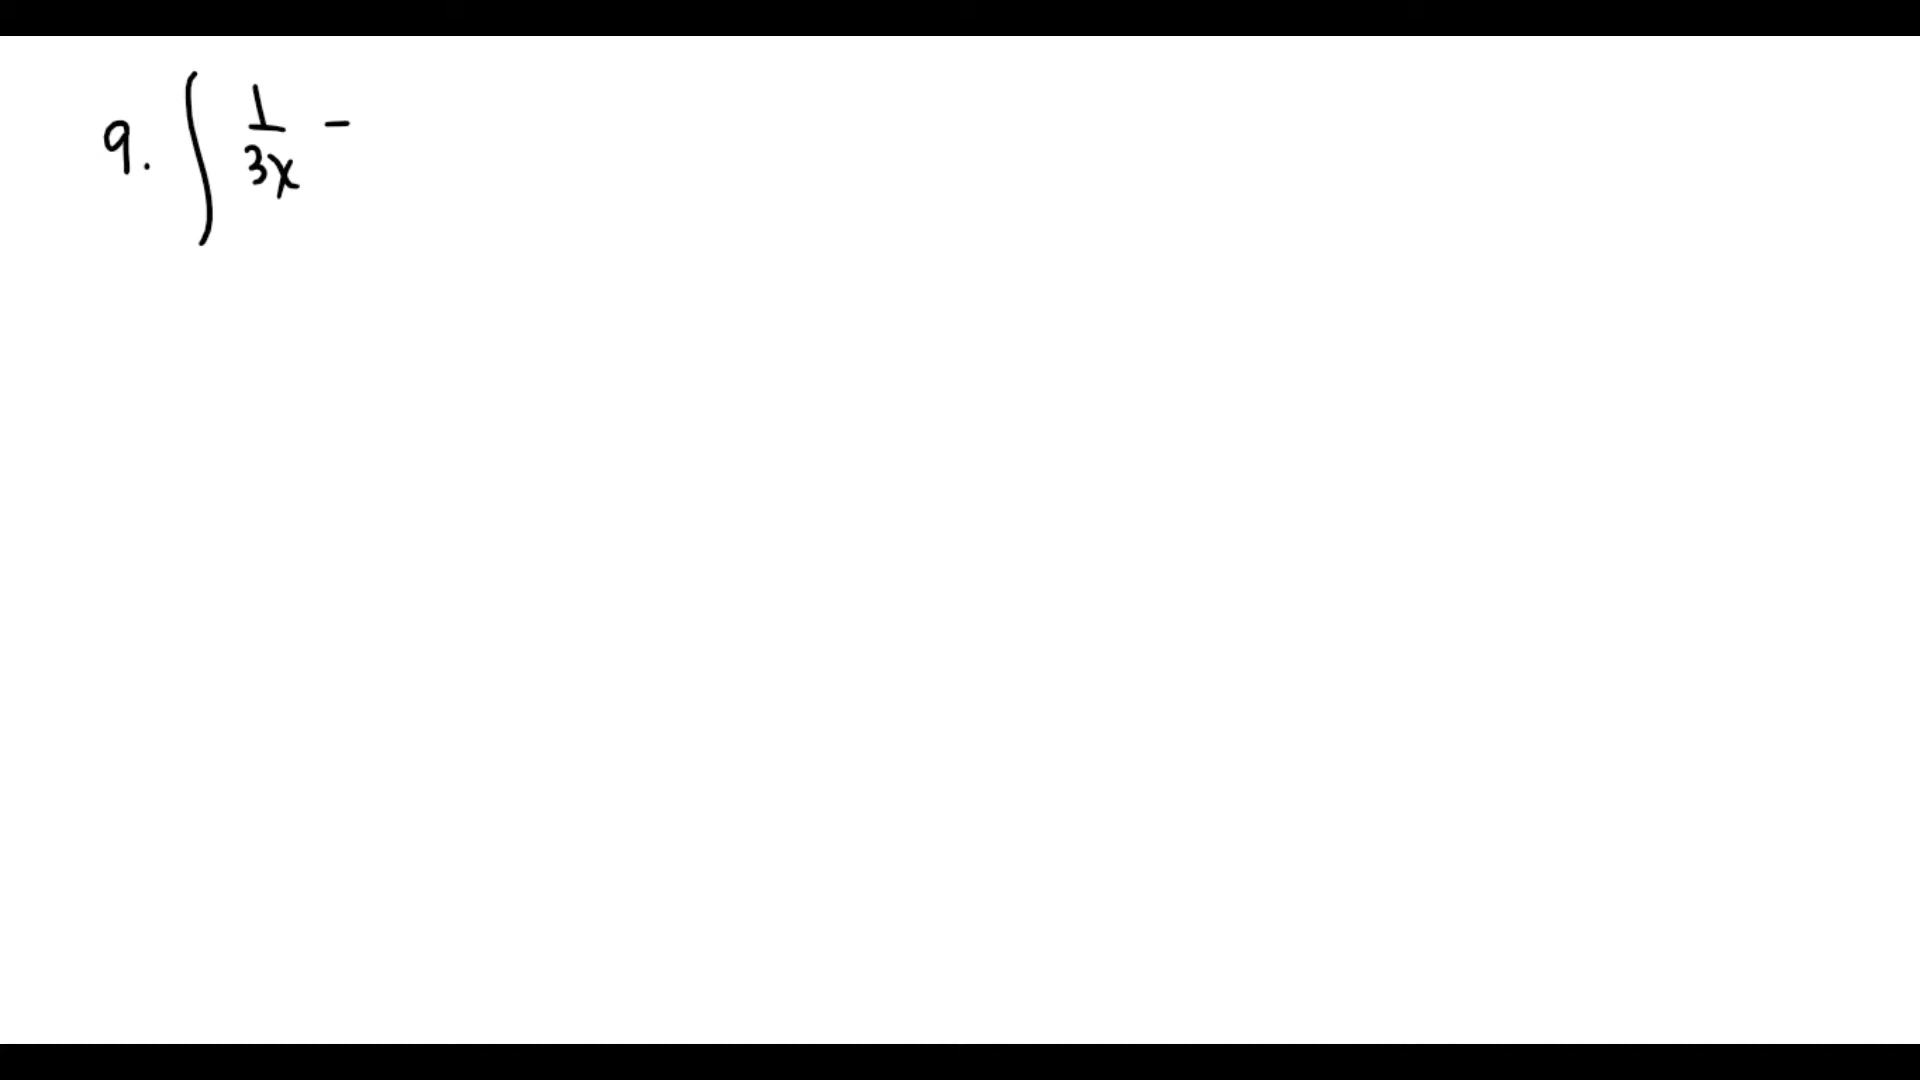 9. ∫ 1/3x -